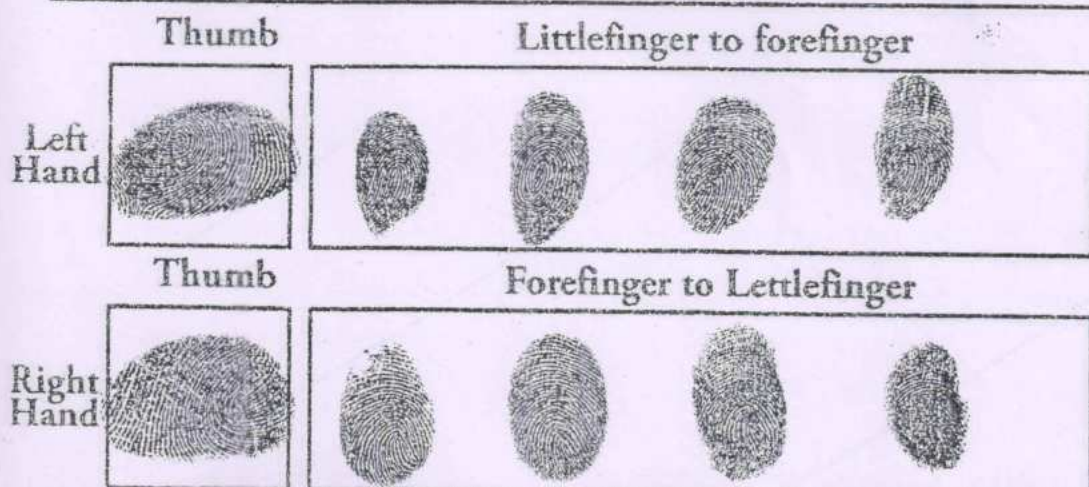 Thumb Littlefinger to forefinger
Left
Hand
Thumb Forefinger to Lettlefinger
Right
Hand